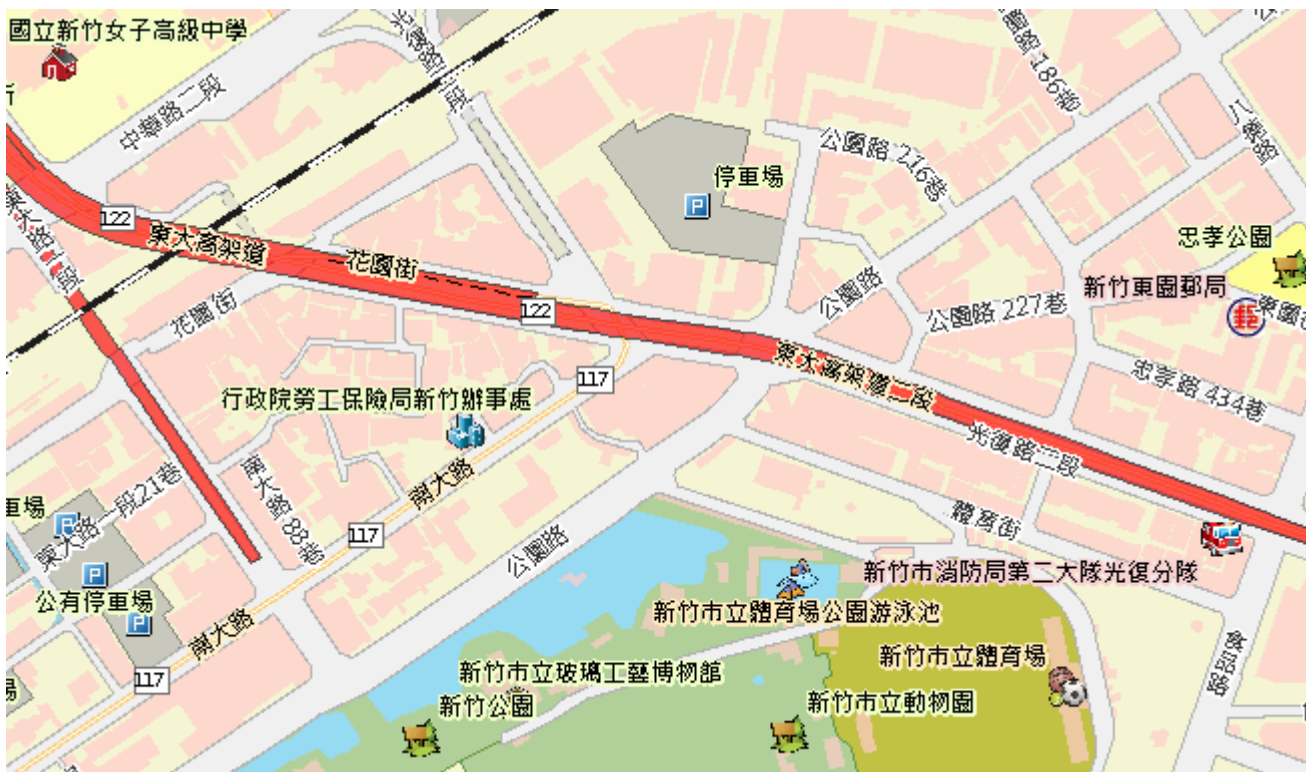 國立新竹女子高級中學
中華路二段
光復路一段
186巷
八德路
公園路 216巷
停車場
P
忠孝公園
新竹東園郵局
公園路
公園路 227巷
122
東大高架道
花園街
花園街
122
東大高架道二段
忠孝路 434巷
117
行政院勞工保險局新竹辦事處
光復路二段
體育街
南大路
南大路 88巷
東大路一段21巷
車場
P
117
P
公園路
公有停車場
P
新竹市消防局第二大隊光復分隊
新竹市立體育場公園游泳池
南大路
117
新竹市立體育場
食品路
新竹市立玻璃工藝博物館
新竹公園
新竹市立動物園